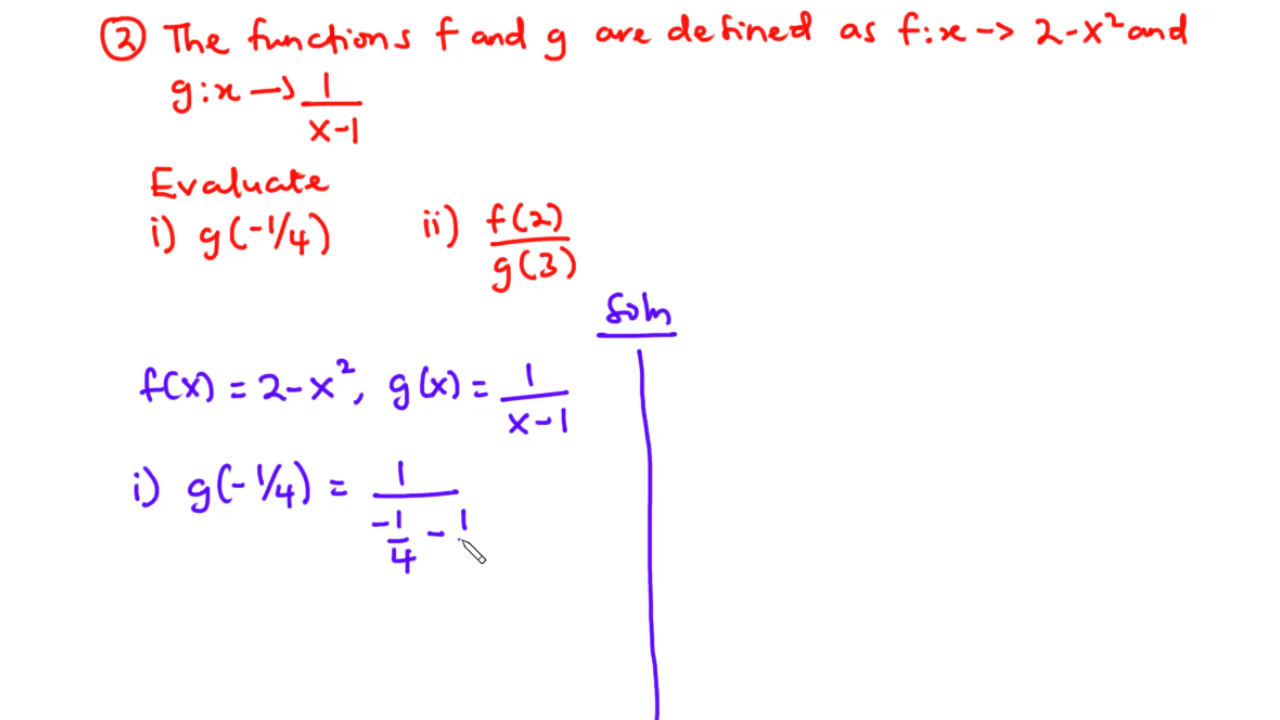 ② The functions f and g are defined as f:x -> 2-x² and
g:x → 1/(x-1)
Evaluate
i) g(-1/4)   ii) f(2)/g(3)
Soln
f(x) = 2-x², g(x) = 1/(x-1)
i) g(-1/4) = 1/(-1/4 - 1